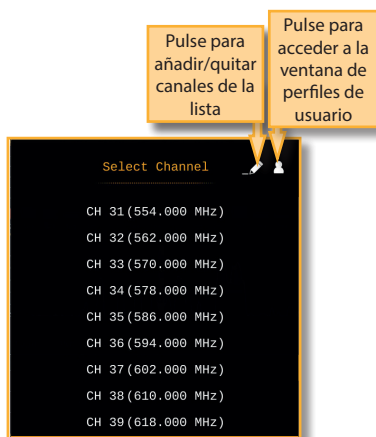 Pulse para
añadir/quitar
canales de la
lista
Pulse para
acceder a la
ventana de
perfiles de
usuario
Select Channel
CH 31(554.000 MHz)
CH 32(562.000 MHz)
CH 33(570.000 MHz)
CH 34(578.000 MHz)
CH 35(586.000 MHz)
CH 36(594.000 MHz)
CH 37(602.000 MHz)
CH 38(610.000 MHz)
CH 39(618.000 MHz)